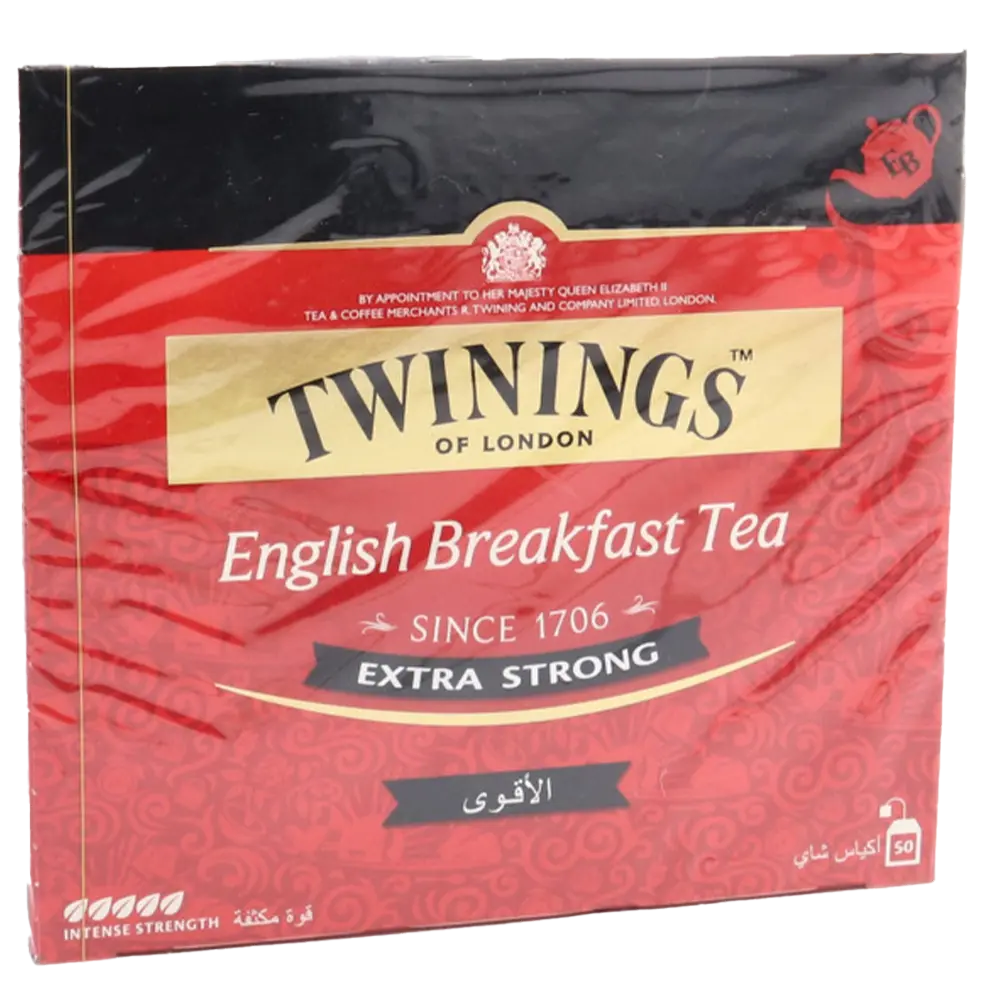 EB
BY APPOINTMENT TO HER MAJESTY QUEEN ELIZABETH II
TEA & COFFEE MERCHANTS R. TWINING AND COMPANY LIMITED. LONDON.
TWININGS™
OF LONDON
English Breakfast Tea
SINCE 1706
EXTRA STRONG
الأقوى
50 أكياس شاي
INTENSE STRENGTH قوة مكثفة